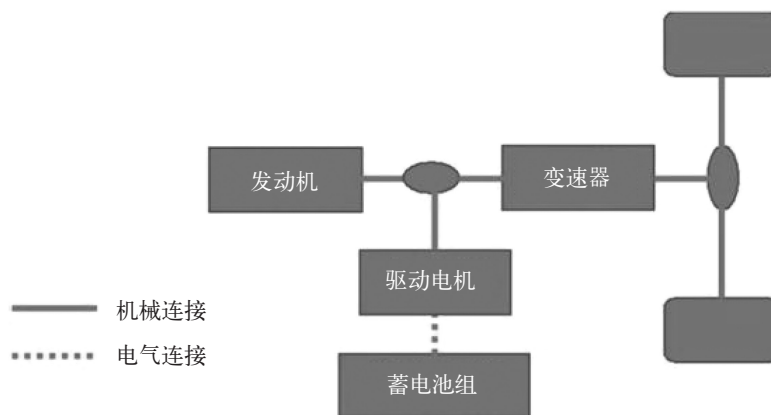 发动机
变速器
驱动电机
机械连接
电气连接
蓄电池组